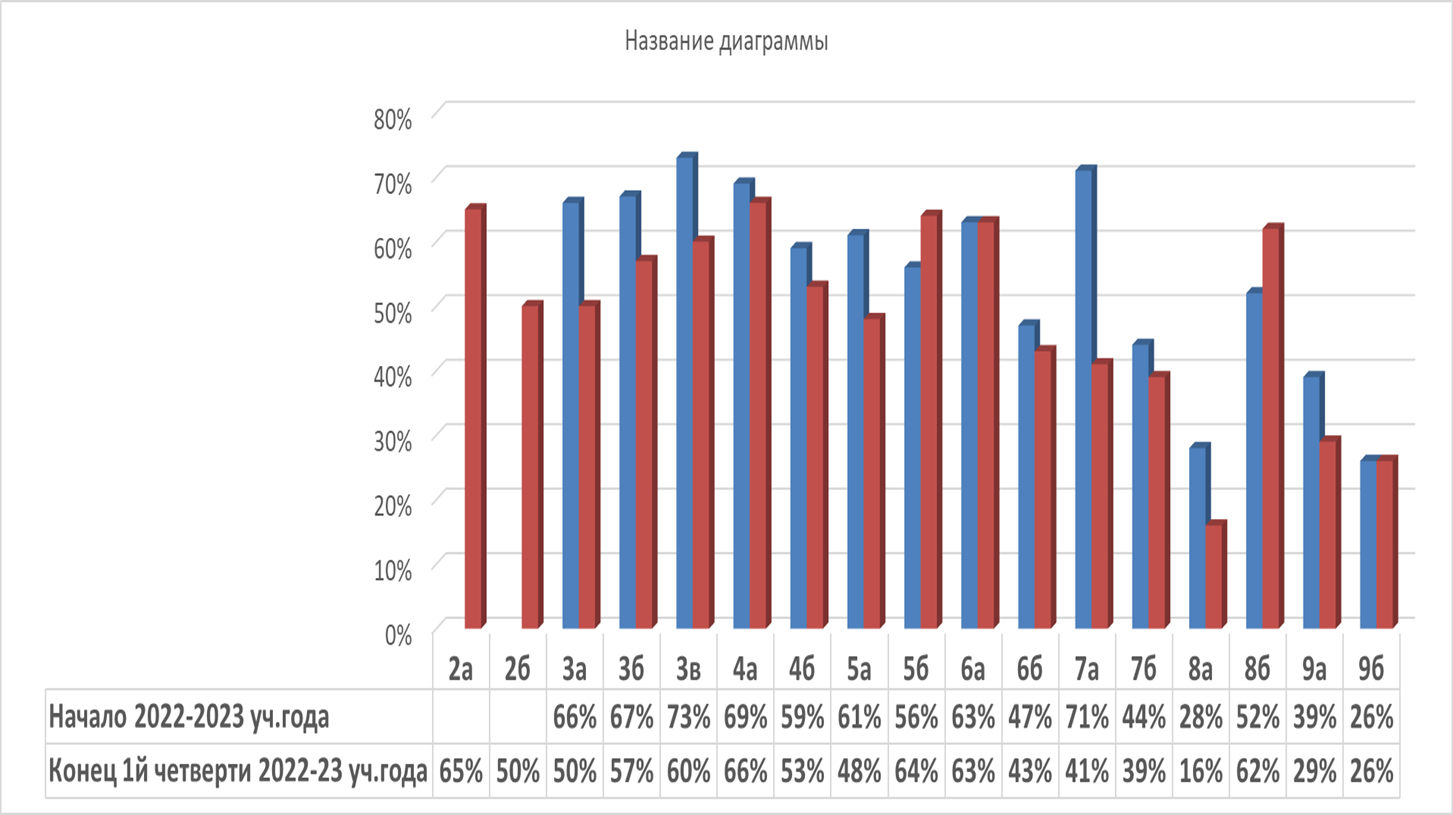 Название диаграммы
80%
70%
60%
50%
40%
30%
20%
10%
0%
2а 2б 3а 3б 3в 4а 4б 5а 5б 6а 6б 7а 7б 8а 8б 9а 9б
Начало 2022-2023 уч.года 66% 67% 73% 69% 59% 61% 56% 63% 47% 71% 44% 28% 52% 39% 26%
Конец 1й четверти 2022-23 уч.года 65% 50% 50% 57% 60% 66% 53% 48% 64% 63% 43% 41% 39% 16% 62% 29% 26%